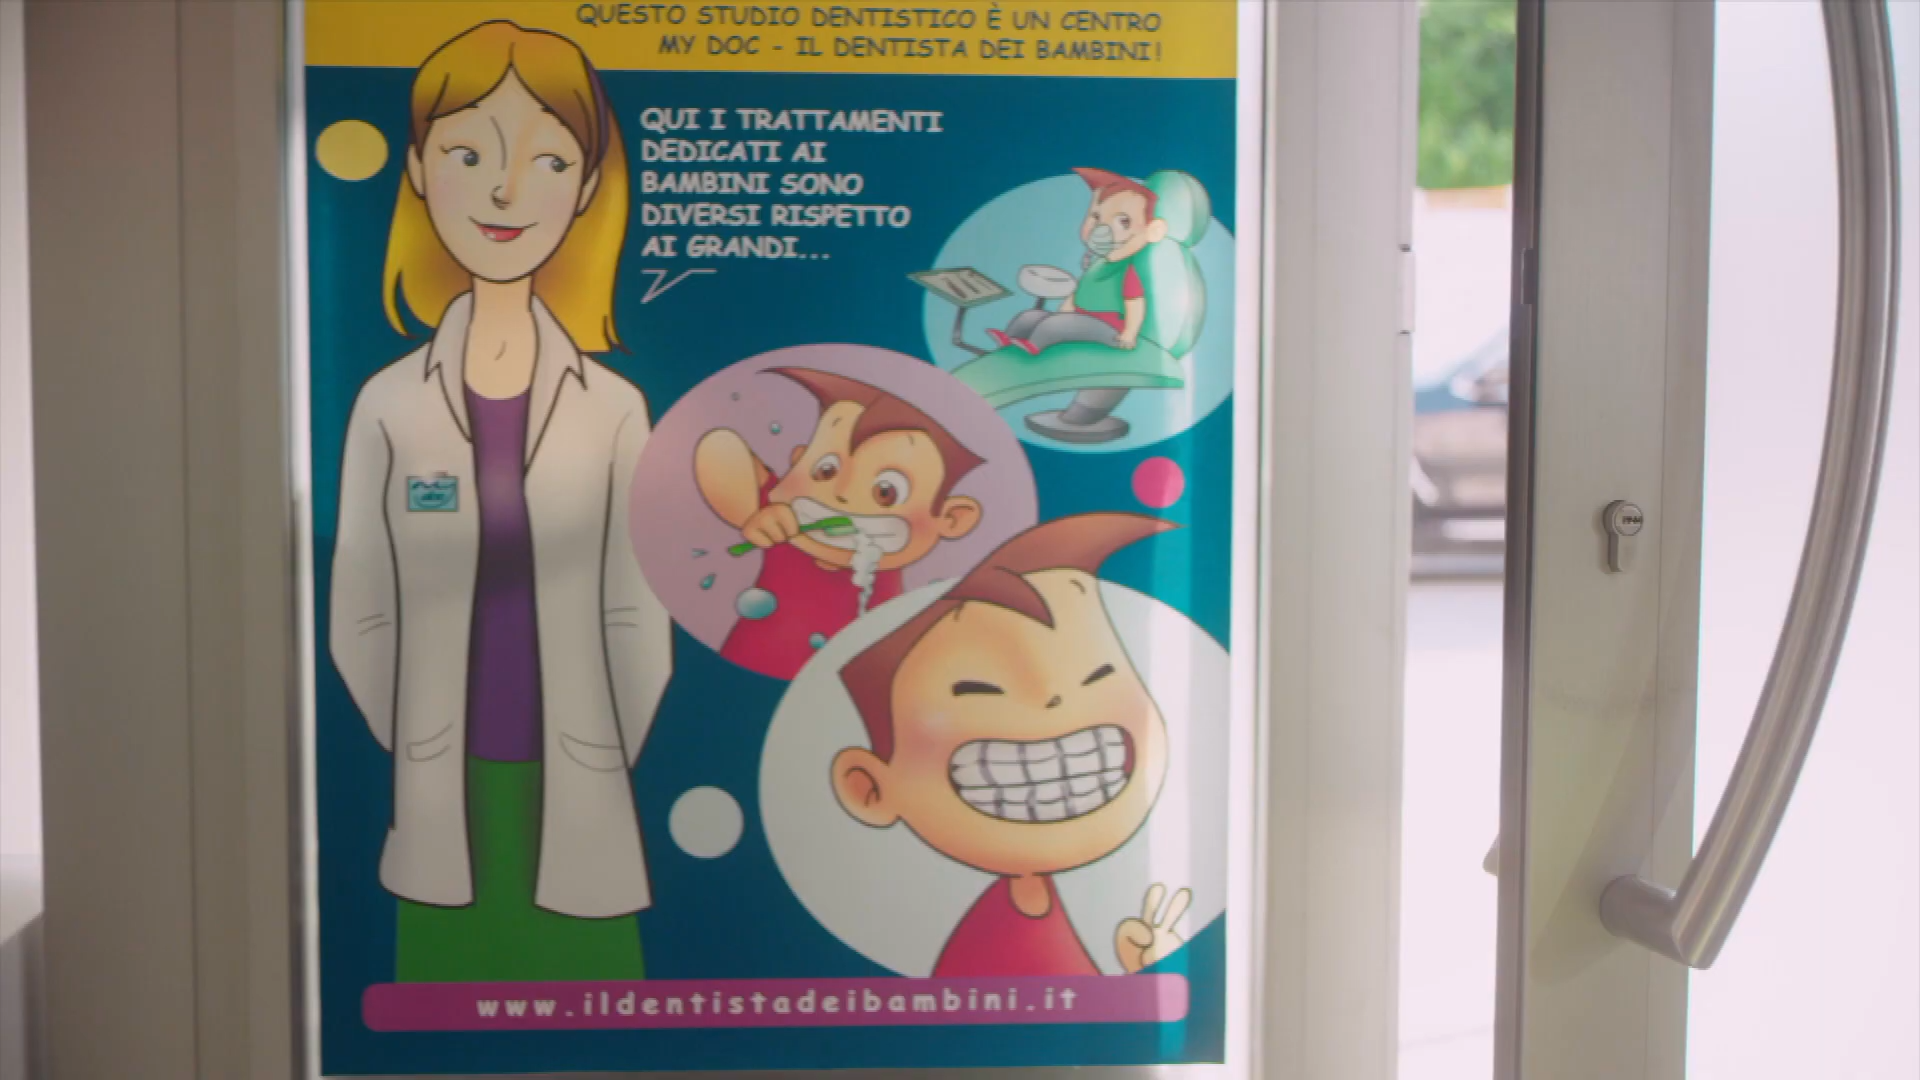 QUESTO STUDIO DENTISTICO È UN CENTRO
MY DOC - IL DENTISTA DEI BAMBINI!
QUI I TRATTAMENTI
DEDICATI AI
BAMBINI SONO
DIVERSI RISPETTO
AI GRANDI...
www.ildentistadeibambini.it